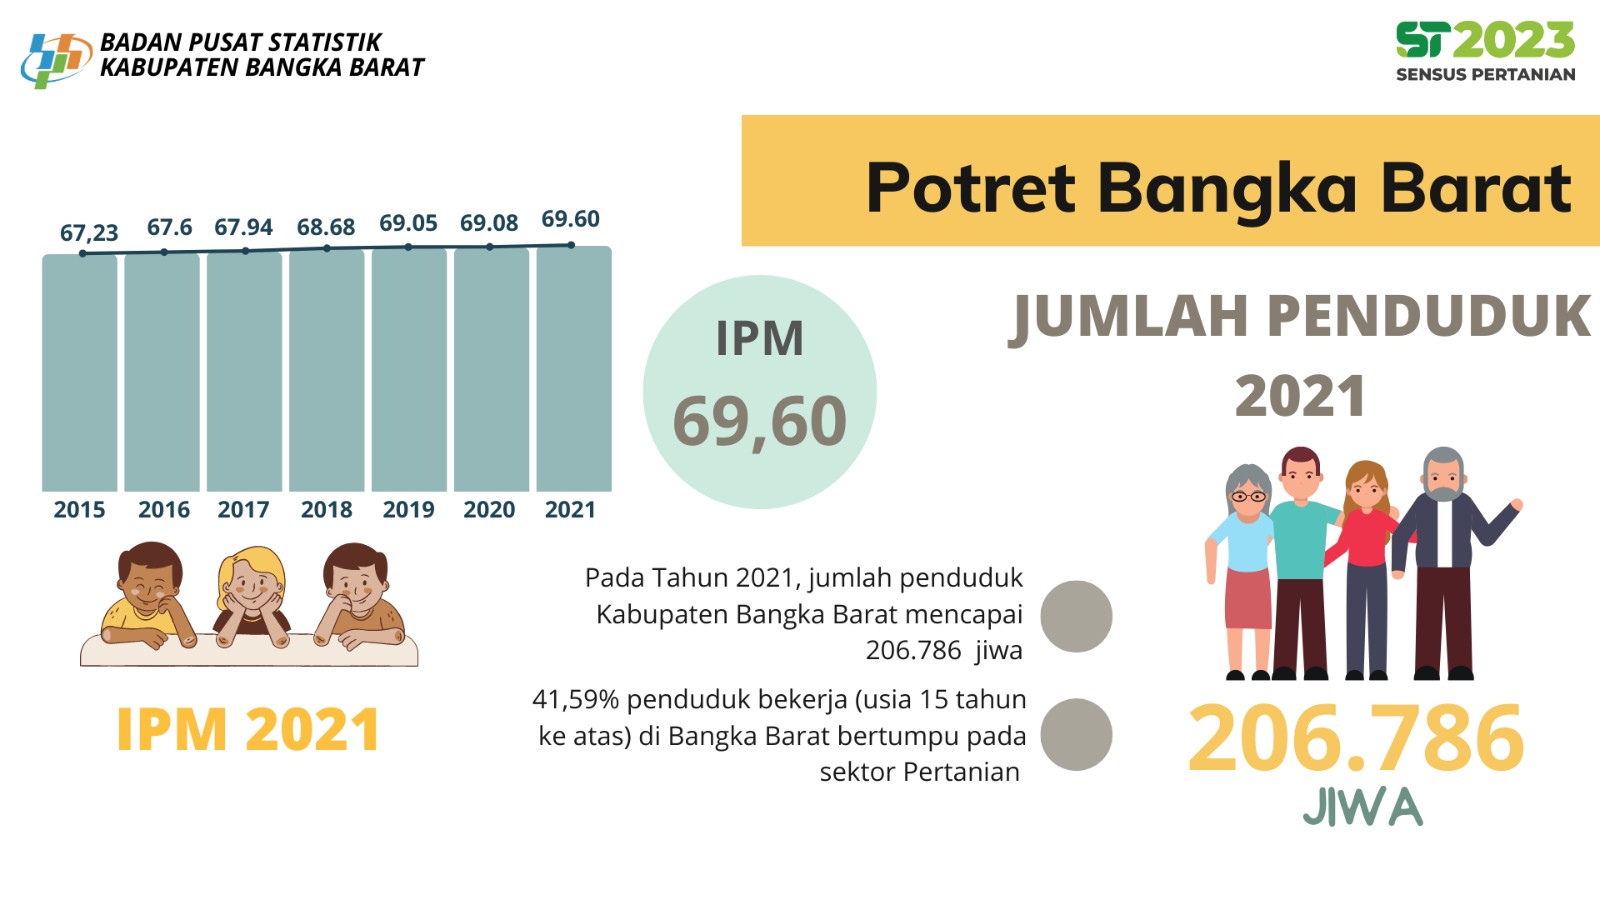 BADAN PUSAT STATISTIK
KABUPATEN BANGKA BARAT
ST2023
SENSUS PERTANIAN
Potret Bangka Barat
67,23 67.6 67.94 68.68 69.05 69.08 69.60
2015 2016 2017 2018 2019 2020 2021
IPM 2021
IPM
69,60
Pada Tahun 2021, jumlah penduduk
Kabupaten Bangka Barat mencapai
206.786 jiwa
41,59% penduduk bekerja (usia 15 tahun
ke atas) di Bangka Barat bertumpu pada
sektor Pertanian
JUMLAH PENDUDUK
2021
206.786
JIWA